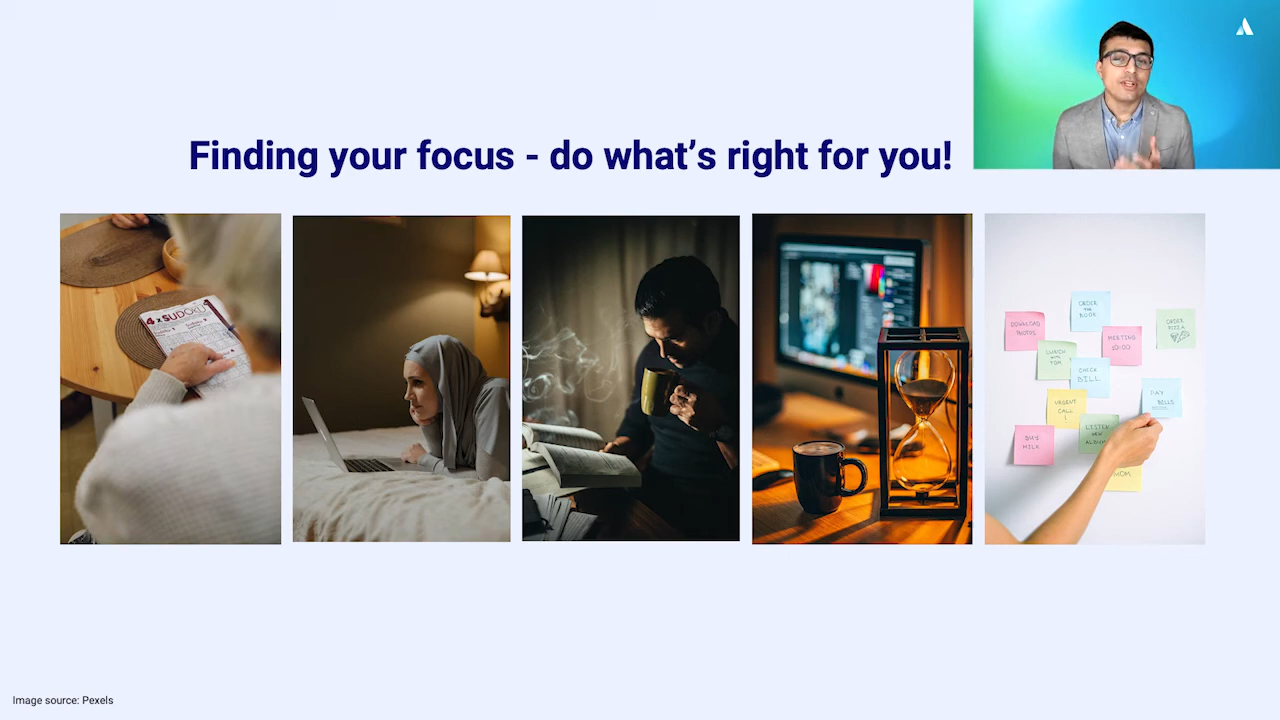 Finding your focus - do what’s right for you!
4 x SUDOKU
ORDER
THE
BOOK
DOWNLOAD
PHOTOS
MEETING
10:00
ORDER
PIZZA
LUNCH
WITH
TOM
CHECK
BILL
URGENT
CALL
!
PAY
BILLS
BUY
MILK
LISTEN
NEW
ALBUM
MOM
Image source: Pexels